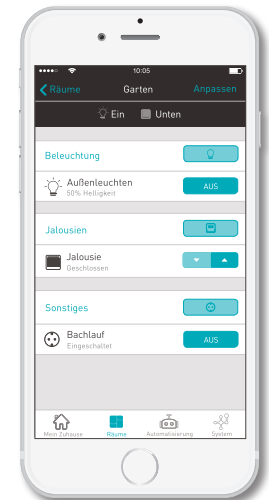 10:05
Räume Garten Anpassen
Ein Unten
Beleuchtung
Außenleuchten AUS
50% Helligkeit
Jalousien
Jalousie
Geschlossen
Sonstiges
Bachlauf AUS
Eingeschaltet
Mein Zuhause Räume Automatisierung System